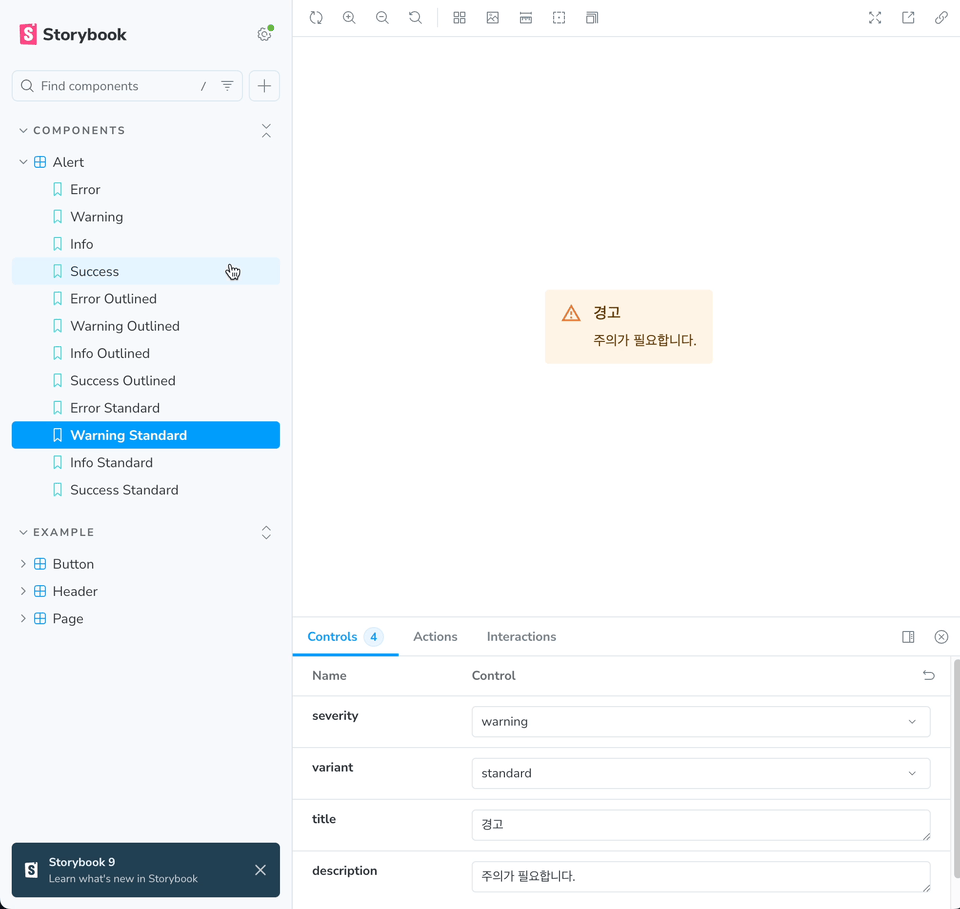 Storybook
Find components /
COMPONENTS
Alert
Error
Warning
Info
Success
Error Outlined
Warning Outlined
Info Outlined
Success Outlined
Error Standard
Warning Standard
Info Standard
Success Standard
EXAMPLE
Button
Header
Page
Storybook 9
Learn what's new in Storybook
경고
주의가 필요합니다.
Controls 4 Actions Interactions
Name Control
severity warning
variant standard
title 경고
description 주의가 필요합니다.